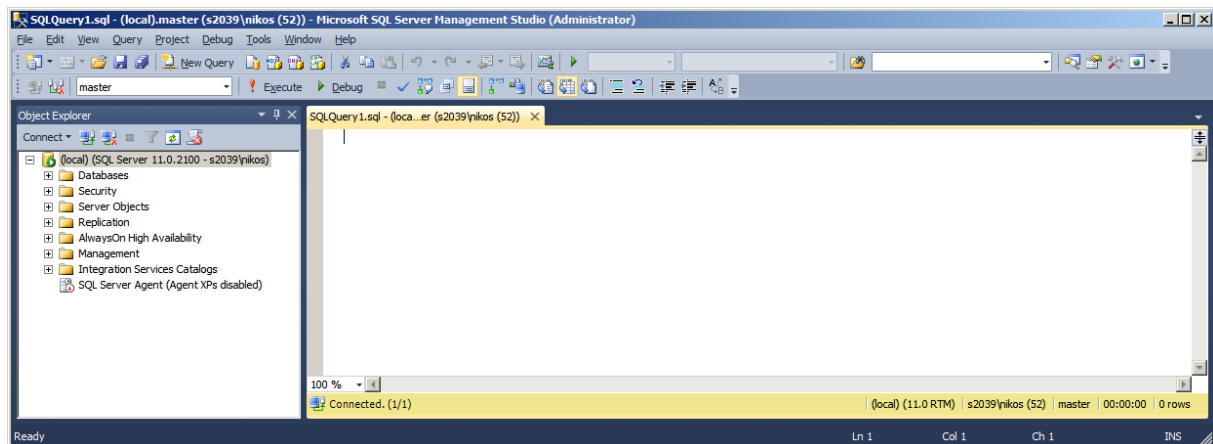 SQLQuery1.sql - (local).master (s2039\nikos (52)) - Microsoft SQL Server Management Studio (Administrator)
File Edit View Query Project Debug Tools Window Help
New Query
master Execute Debug
Object Explorer
SQLQuery1.sql - (loca...er (s2039\nikos (52))
Connect
(local) (SQL Server 11.0.2100 - s2039\nikos)
Databases
Security
Server Objects
Replication
AlwaysOn High Availability
Management
Integration Services Catalogs
SQL Server Agent (Agent XPs disabled)
100 %
Connected. (1/1) (local) (11.0 RTM) s2039\nikos (52) master 00:00:00 0 rows
Ready Ln 1 Col 1 Ch 1 INS